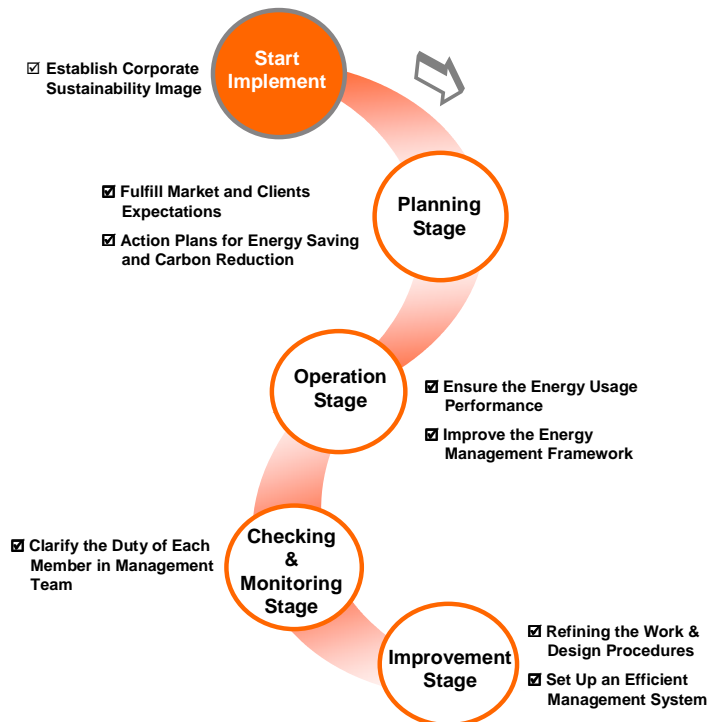 Start
Implement
☑ Establish Corporate
Sustainability Image
Planning
Stage
☑ Fulfill Market and Clients
Expectations
☑ Action Plans for Energy Saving
and Carbon Reduction
Operation
Stage
☑ Ensure the Energy Usage
Performance
☑ Improve the Energy
Management Framework
Checking
&
Monitoring
Stage
☑ Clarify the Duty of Each
Member in Management
Team
Improvement
Stage
☑ Refining the Work &
Design Procedures
☑ Set Up an Efficient
Management System